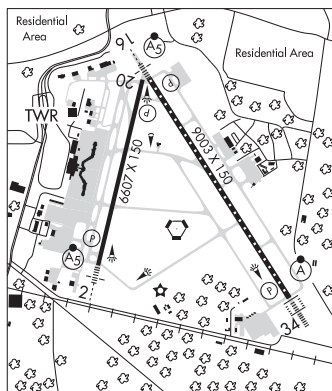 Residential
Area
Residential Area
16
A5
20
P
P
TWR
9003 X 150
6607 X 150
P
A5
A
P
2
34